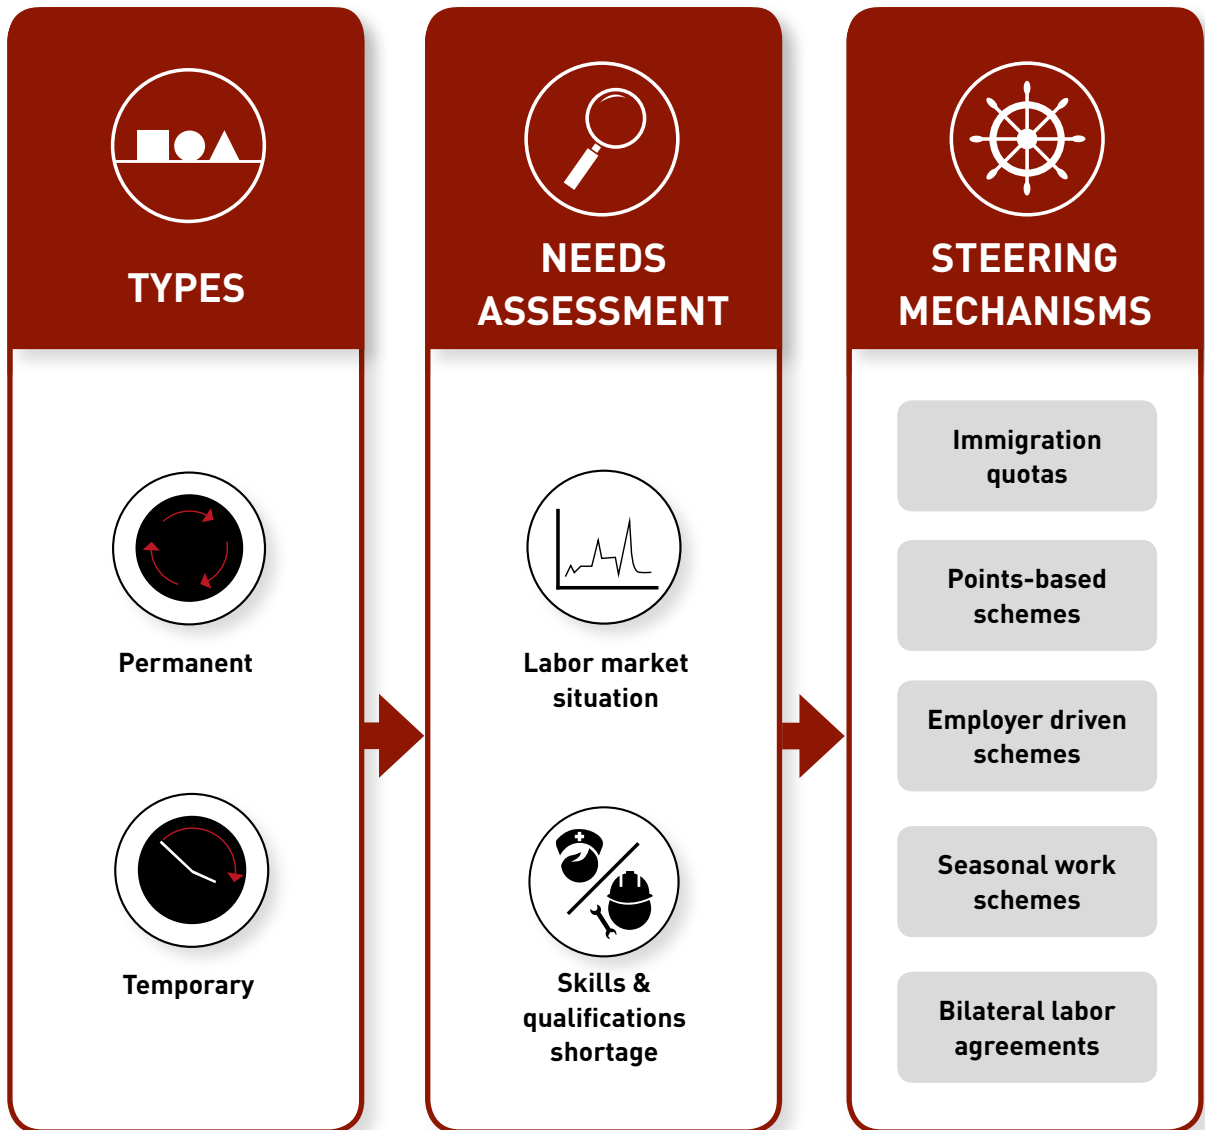 TYPES
Permanent
Temporary
NEEDS
ASSESSMENT
Labor market
situation
Skills &
qualifications
shortage
STEERING
MECHANISMS
Immigration
quotas
Points-based
schemes
Employer driven
schemes
Seasonal work
schemes
Bilateral labor
agreements